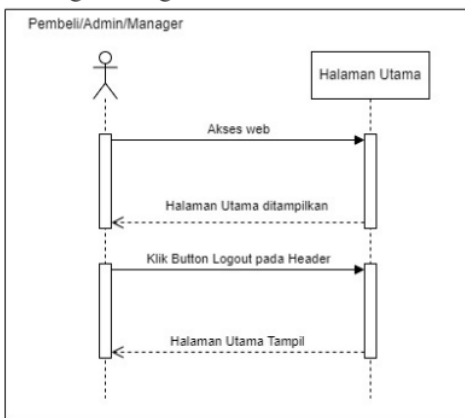 Pembeli/Admin/Manager
Halaman Utama
Akses web
Halaman Utama ditampilkan
Klik Button Logout pada Header
Halaman Utama Tampil